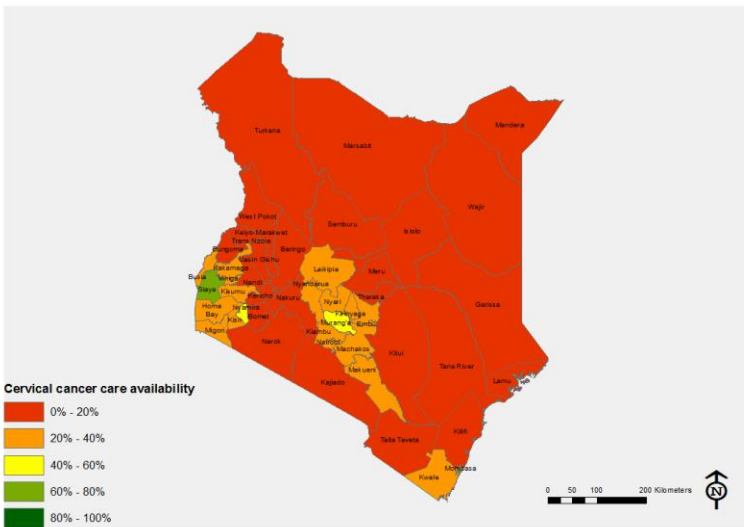 Mandera
Turkana
Marsabit
Wajir
West Pokot
Samburu
Isiolo
Keiyo-Marakwet
Trans Nzoia
Bungoma
Baringo
Uasin Gishu
Laikipia
Kakamega
Meru
Busia
Vihiga
Nandi
Siaya
Nyandarua
Kisumu
Kericho
Nakuru
Nyeri
Tharaka
Garissa
Homa
Bay
Nyamira
Kirinyaga
Kisii
Bomet
Murang'a
Embu
Migori
Kiambu
Nairobi
Narok
Machakos
Kitui
Tana River
Makueni
Lamu
Cervical cancer care availability
Kajiado
0% - 20%
Kilifi
20% - 40%
Taita Taveta
40% - 60%
Mombasa
60% - 80%
Kwale
80% - 100%
0 50 100 200 Kilometers
N